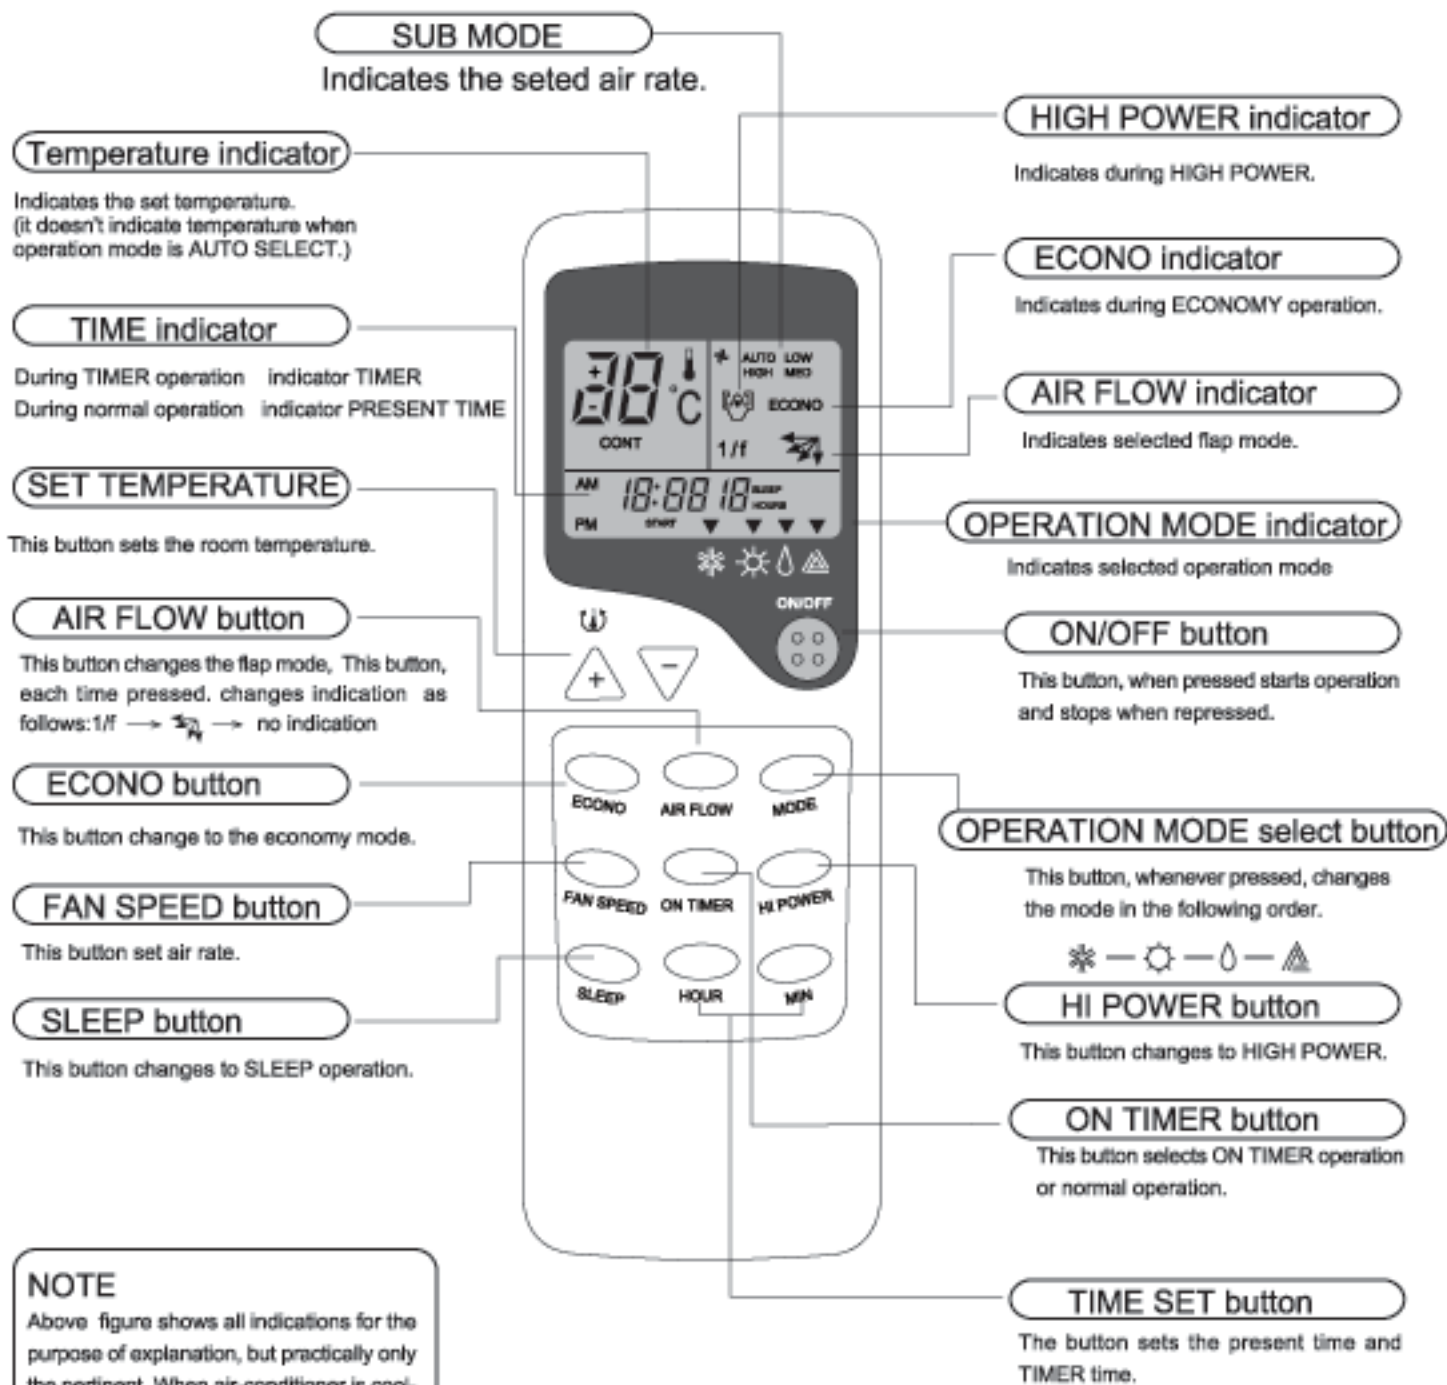 SUB MODE
Indicates the seted air rate.
Temperature indicator
Indicates the set temperature.
(it doesn't indicate temperature when
operation mode is AUTO SELECT.)
TIME indicator
During TIMER operation indicator TIMER
During normal operation indicator PRESENT TIME
SET TEMPERATURE
This button sets the room temperature.
AIR FLOW button
This button changes the flap mode, This button,
each time pressed. changes indication as
follows:1/f → → no indication
ECONO button
This button change to the economy mode.
FAN SPEED button
This button set air rate.
SLEEP button
This button changes to SLEEP operation.
NOTE
Above figure shows all indications for the
purpose of explanation, but practically only
the pertinent. When air-conditioner is cool-
+
-
°C
CONT
AUTO LOW
HIGH MED
ECONO
1/f
AM
18:88 18 SLEEP
HOURS
PM
START
ON/OFF
+
−
ECONO AIR FLOW MODE
FAN SPEED ON TIMER HI POWER
SLEEP HOUR MIN
HIGH POWER indicator
Indicates during HIGH POWER.
ECONO indicator
Indicates during ECONOMY operation.
AIR FLOW indicator
Indicates selected flap mode.
OPERATION MODE indicator
Indicates selected operation mode
ON/OFF button
This button, when pressed starts operation
and stops when repressed.
OPERATION MODE select button
This button, whenever pressed, changes
the mode in the following order.
HI POWER button
This button changes to HIGH POWER.
ON TIMER button
This button selects ON TIMER operation
or normal operation.
TIME SET button
The button sets the present time and
TIMER time.